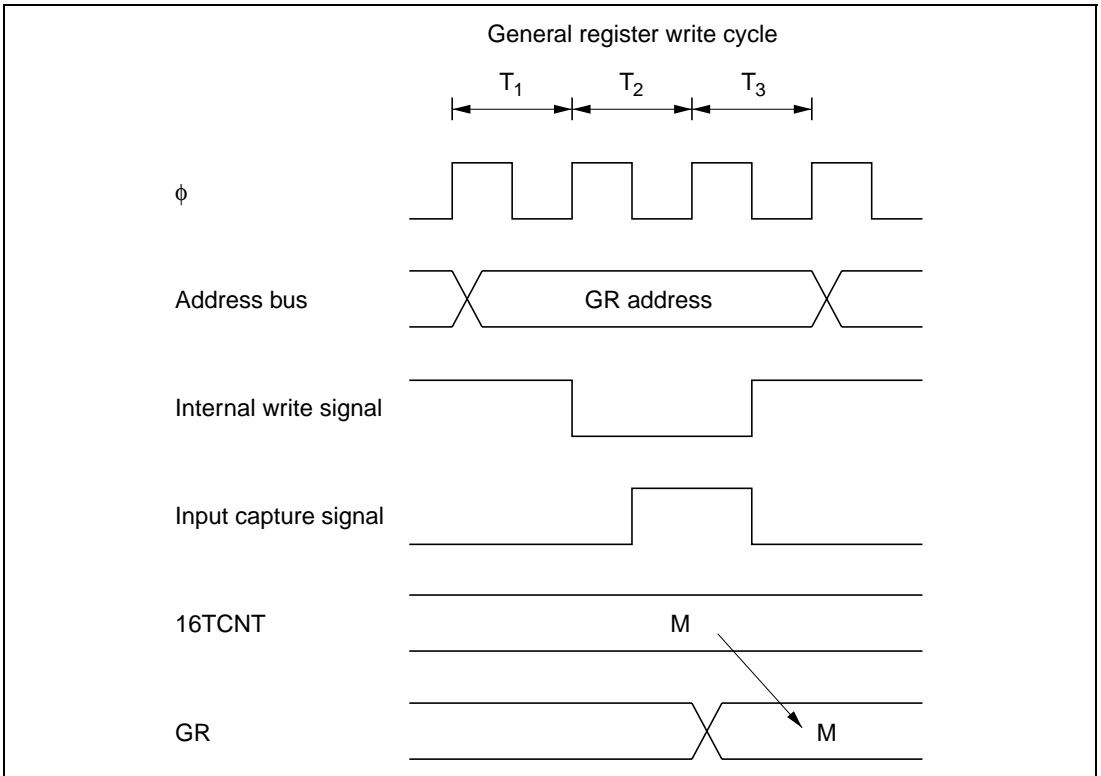 General register write cycle
T1 T2 T3
φ
Address bus GR address
Internal write signal
Input capture signal
16TCNT M
GR M